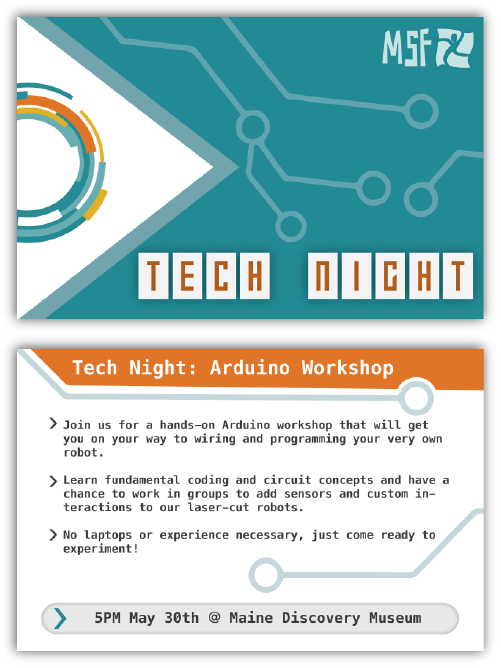 MSF
TECH NIGHT
Tech Night: Arduino Workshop
Join us for a hands-on Arduino workshop that will get
you on your way to wiring and programming your very own
robot.
Learn fundamental coding and circuit concepts and have a
chance to work in groups to add sensors and custom in-
teractions to our laser-cut robots.
No laptops or experience necessary, just come ready to
experiment!
5PM May 30th @ Maine Discovery Museum